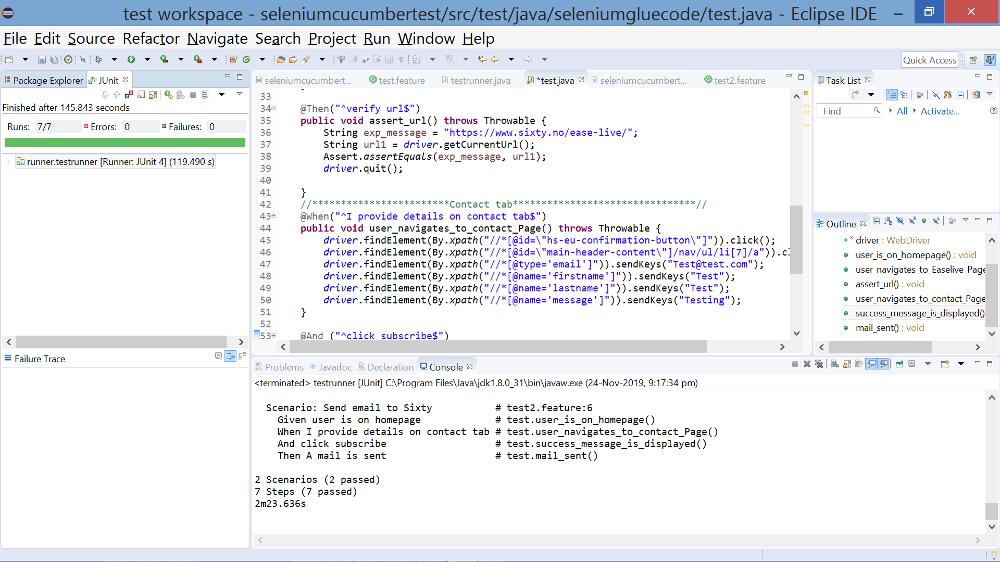 test workspace - seleniumcucumbertest/src/test/java/seleniumgluecode/test.java - Eclipse IDE
File Edit Source Refactor Navigate Search Project Run Window Help
Quick Access
Package Explorer JUnit
Finished after 145.843 seconds
Runs: 7/7 Errors: 0 Failures: 0
runner.testrunner [Runner: JUnit 4] (119.490 s)
Failure Trace
seleniumcucumbert... test.feature testrunner.java *test.java seleniumcucumbert... test2.feature
33
34 @Then("^verify url$")
35 public void assert_url() throws Throwable {
36 String exp_message = "https://www.sixty.no/ease-live/";
37 String url1 = driver.getCurrentUrl();
38 Assert.assertEquals(exp_message, url1);
39 driver.quit();
40
41 }
42 //************************Contact tab********************************//
43 @When("^I provide details on contact tab$")
44 public void user_navigates_to_contact_Page() throws Throwable {
45 driver.findElement(By.xpath("//*[@id=\"hs-eu-confirmation-button\"]")).click();
46 driver.findElement(By.xpath("//*[@id=\"main-header-content\"]/nav/ul/li[7]/a")).c
47 driver.findElement(By.xpath("//*[@type='email']")).sendKeys("Test@test.com");
48 driver.findElement(By.xpath("//*[@name='firstname']")).sendKeys("Test");
49 driver.findElement(By.xpath("//*[@name='lastname']")).sendKeys("Test");
50 driver.findElement(By.xpath("//*[@name='message']")).sendKeys("Testing");
51 }
52
53 @And ("^click subscribe$")
Task List
Find All Activate...
Outline
driver : WebDriver
user_is_on_homepage() : void
user_navigates_to_Easelive_Page
assert_url() : void
user_navigates_to_contact_Page
success_message_is_displayed()
mail_sent() : void
Problems Javadoc Declaration Console
<terminated> testrunner [JUnit] C:\Program Files\Java\jdk1.8.0_31\bin\javaw.exe (24-Nov-2019, 9:17:34 pm)
Scenario: Send email to Sixty # test2.feature:6
Given user is on homepage # test.user_is_on_homepage()
When I provide details on contact tab # test.user_navigates_to_contact_Page()
And click subscribe # test.success_message_is_displayed()
Then A mail is sent # test.mail_sent()
2 Scenarios (2 passed)
7 Steps (7 passed)
2m23.636s